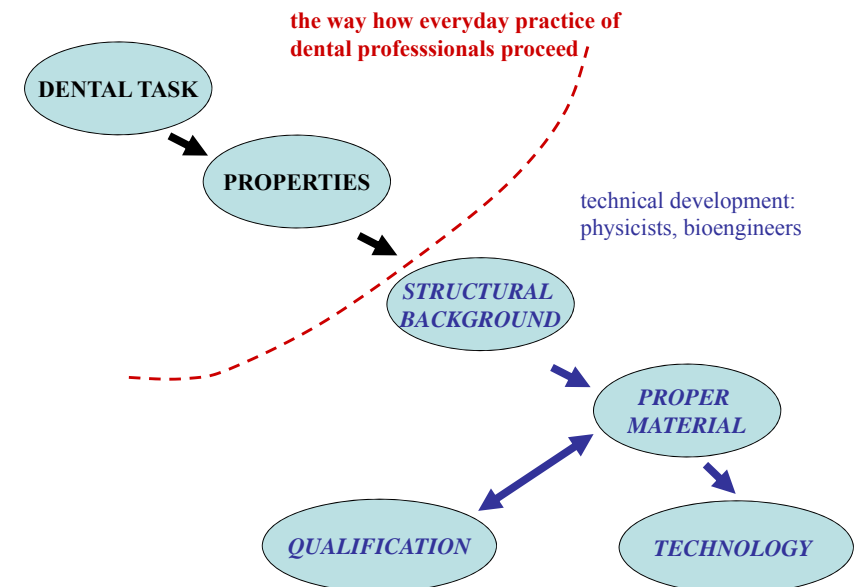 the way how everyday practice of
dental professsionals proceed
DENTAL TASK
PROPERTIES
technical development:
physicists, bioengineers
STRUCTURAL
BACKGROUND
PROPER
MATERIAL
QUALIFICATION
TECHNOLOGY